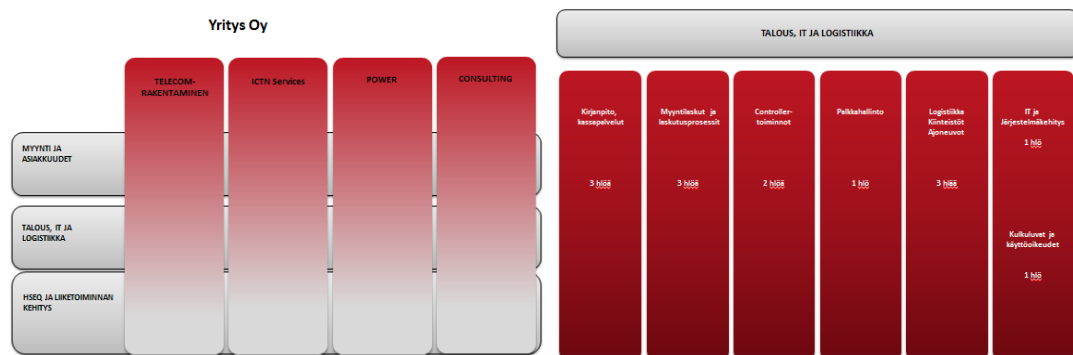 Yritys Oy
TELECOM-
RAKENTAMINEN
ICTN Services
POWER
CONSULTING
MYYNTI JA
ASIAKKUUDET
TALOUS, IT JA
LOGISTIIKKA
HSEQ JA LIIKETOIMINNAN
KEHITYS
TALOUS, IT JA LOGISTIIKKA
Kirjanpito,
kassapalvelut
3 hlöä
Myyntilaskut ja
laskutusprosessit
3 hlöä
Controller-
toiminnot
2 hlöä
Palkkahallinto
1 hlö
Logistiikka
Kiinteistöt
Ajoneuvot
3 hlää
IT ja
Järjestelmäkehitys
1 hlö
Kulkuluvat ja
käyttöoikeudet
1 hlö